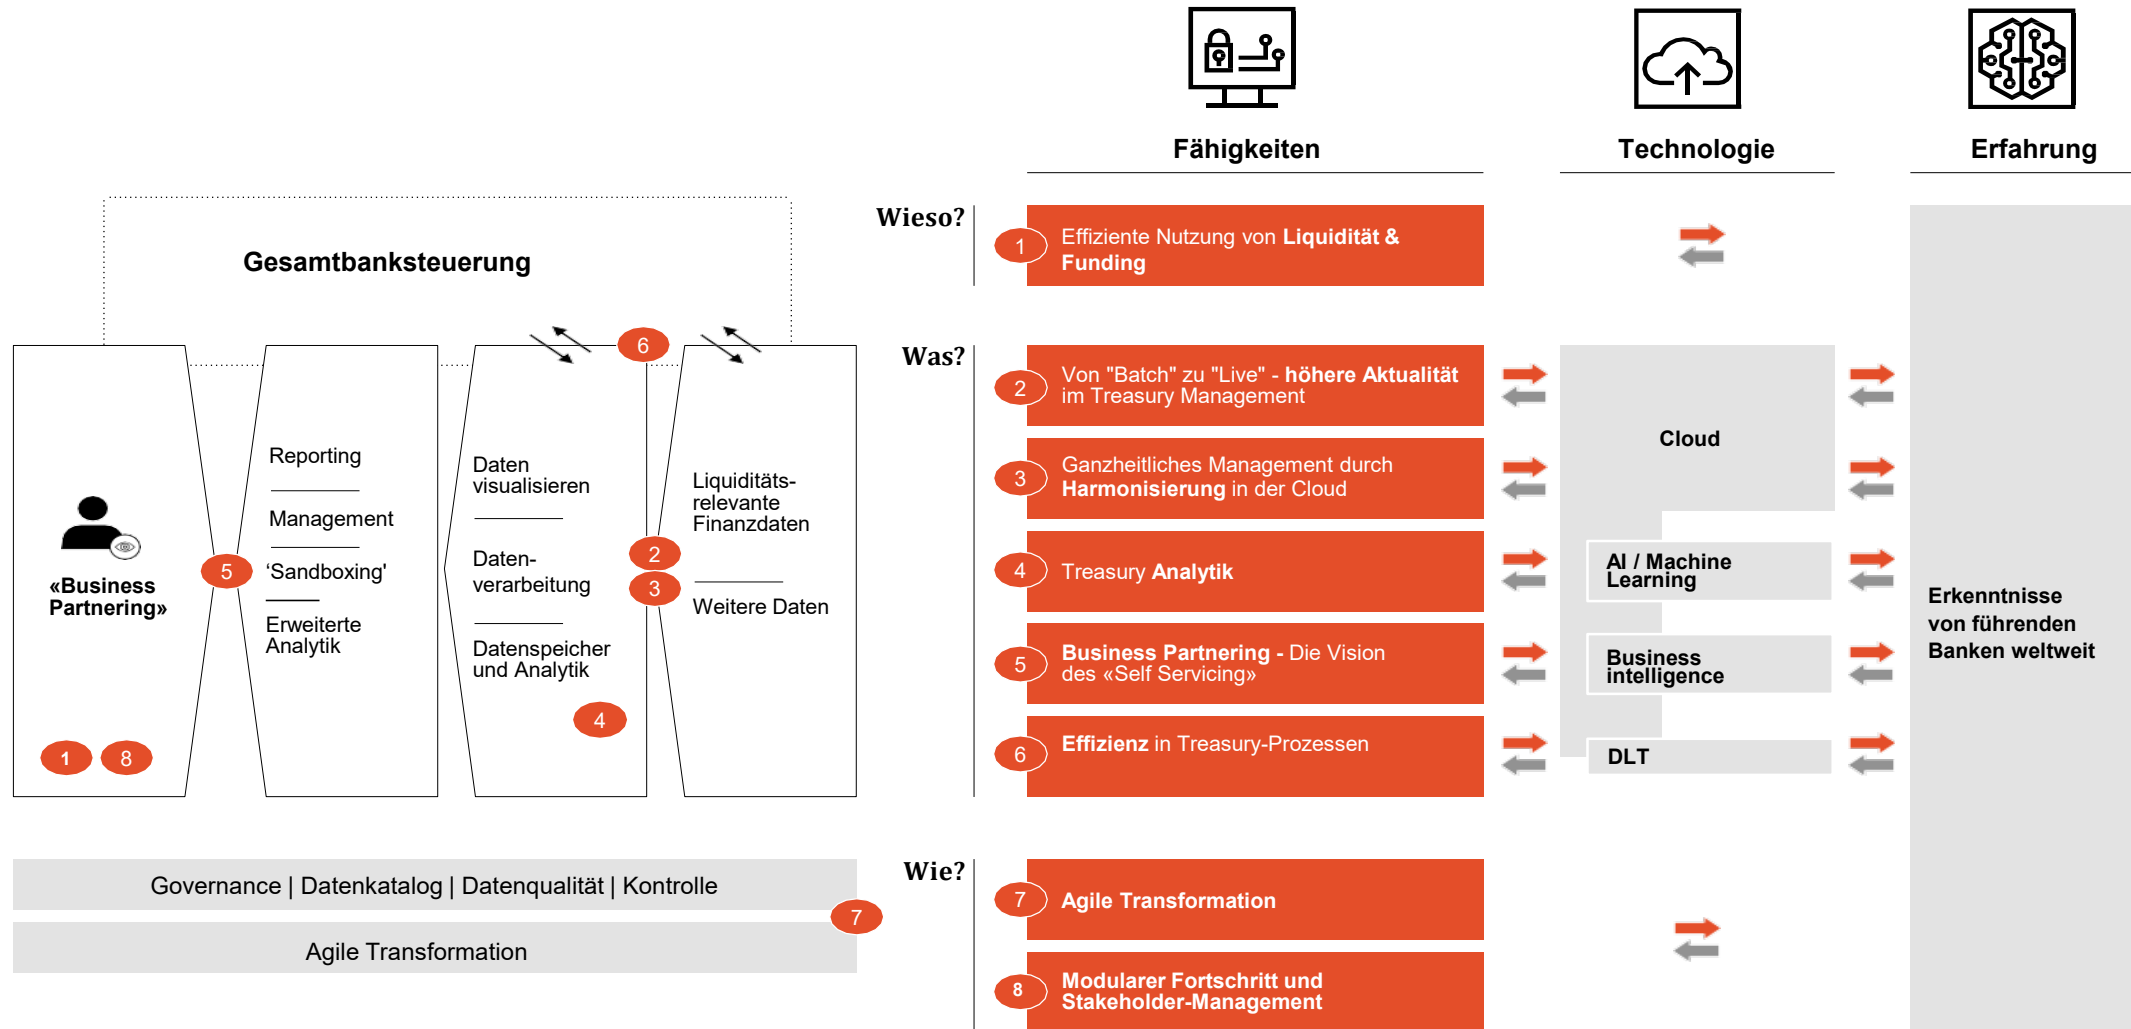 Fähigkeiten
Technologie
Erfahrung
Gesamtbanksteuerung
6
«Business
Partnering»
1
8
5
Reporting
Management
‘Sandboxing'
Erweiterte
Analytik
Daten
visualisieren
Daten-
verarbeitung
Datenspeicher
und Analytik
4
2
3
Liquiditäts-
relevante
Finanzdaten
Weitere Daten
Governance | Datenkatalog | Datenqualität | Kontrolle
7
Agile Transformation
Wieso?
1
Effiziente Nutzung von Liquidität &
Funding
Was?
2
Von "Batch" zu "Live" - höhere Aktualität
im Treasury Management
3
Ganzheitliches Management durch
Harmonisierung in der Cloud
4
Treasury Analytik
5
Business Partnering - Die Vision
des «Self Servicing»
6
Effizienz in Treasury-Prozessen
Wie?
7
Agile Transformation
8
Modularer Fortschritt und
Stakeholder-Management
Cloud
AI / Machine
Learning
Business
intelligence
DLT
Erkenntnisse
von führenden
Banken weltweit